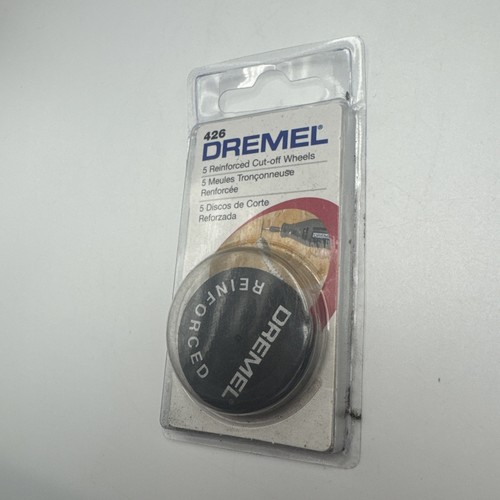 426
DREMEL®
5 Reinforced Cut-off Wheels
5 Meules Tronçonneuse
Renforcée
5 Discos de Corte
Reforzada
REINFORCED
DREMEL